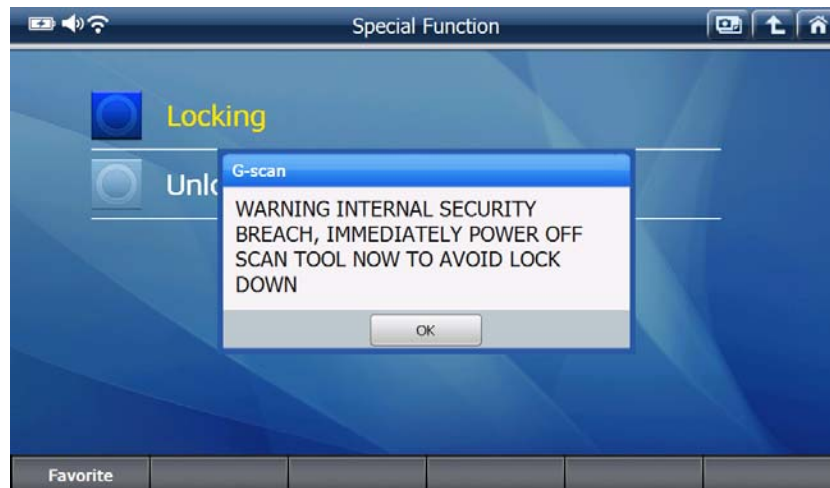 Special Function
Locking
G-scan
WARNING INTERNAL SECURITY
BREACH, IMMEDIATELY POWER OFF
SCAN TOOL NOW TO AVOID LOCK
DOWN
OK
Favorite